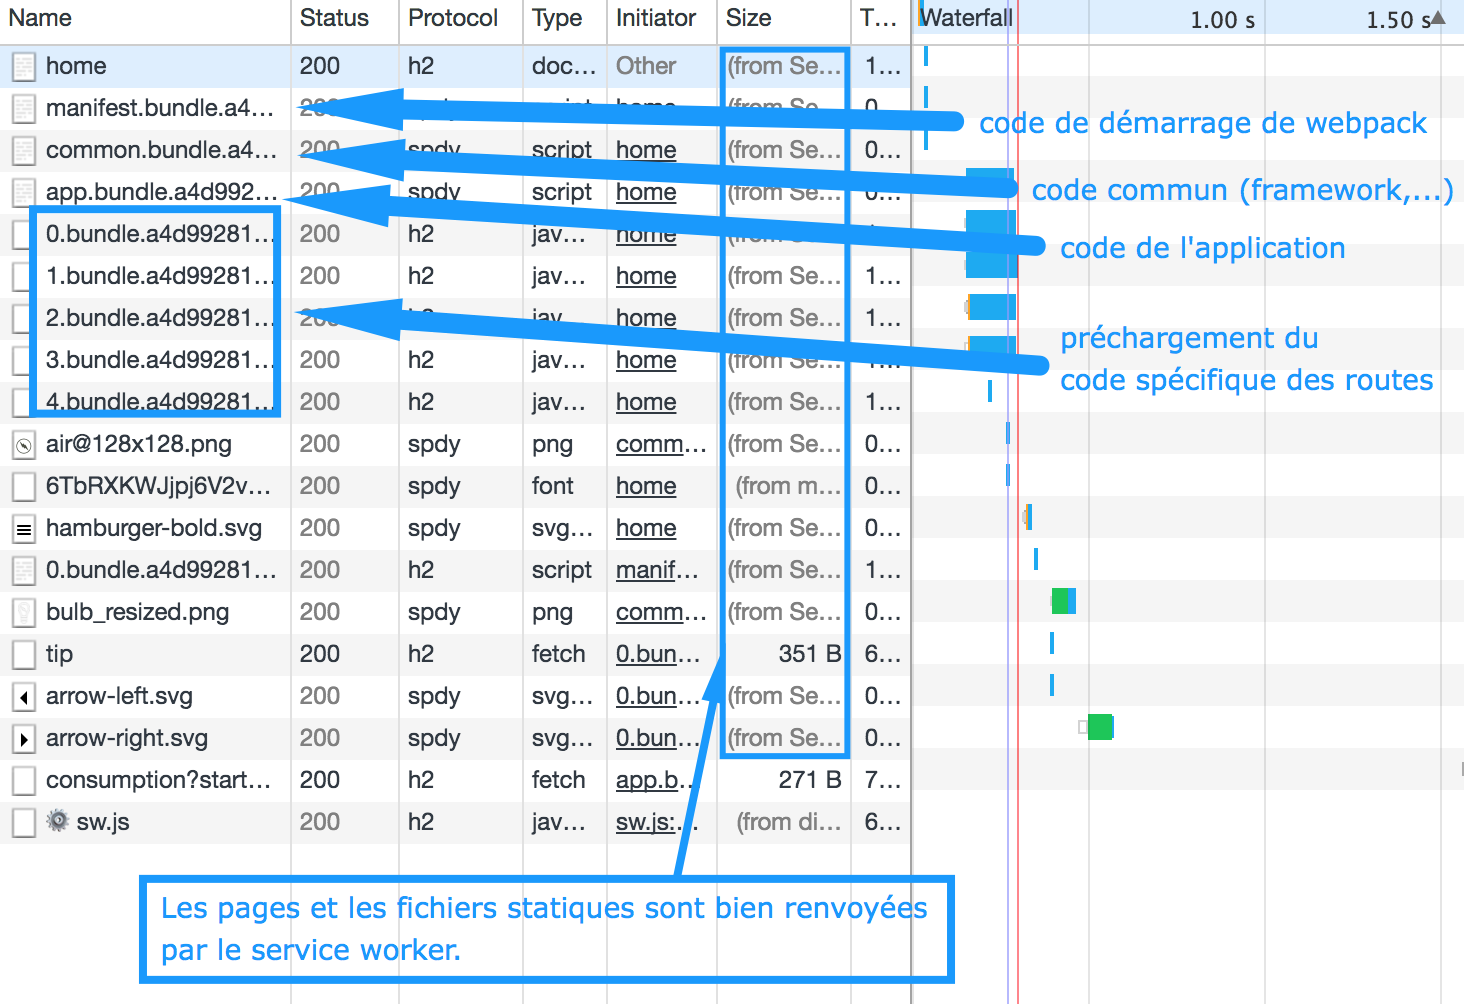 Name Status Protocol Type Initiator Size T... Waterfall 1.00 s 1.50 s
home 200 h2 doc... Other (from Se... 1...
manifest.bundle.a4... home (from Se... 0...
code de démarrage de webpack
common.bundle.a4... 200 spdy script home (from Se... 0...
app.bundle.a4d992... 200 spdy script home (from Se... 0...
code commun (framework,...)
0.bundle.a4d99281... 200 h2 jav... home (from Se...
code de l'application
1.bundle.a4d99281... 200 h2 jav... home (from Se... 1...
2.bundle.a4d99281... 200 jav... home (from Se... 1...
préchargement du
code spécifique des routes
3.bundle.a4d99281... 200 h2 jav... home (from Se... 1...
4.bundle.a4d99281... 200 h2 jav... home (from Se... 1...
air@128x128.png 200 spdy png comm... (from Se... 0...
6TbRXKWJjpj6V2v... 200 spdy font home (from m... 0...
hamburger-bold.svg 200 spdy svg... home (from Se... 0...
0.bundle.a4d99281... 200 h2 script manif... (from Se... 1...
bulb_resized.png 200 spdy png comm... (from Se... 0...
tip 200 h2 fetch 0.bun... 351 B 6...
arrow-left.svg 200 spdy svg... 0.bun... (from Se... 0...
arrow-right.svg 200 spdy svg... 0.bun... (from Se... 0...
consumption?start... 200 h2 fetch app.b... 271 B 7...
sw.js 200 h2 jav... sw.js:... (from di... 6...
Les pages et les fichiers statiques sont bien renvoyées
par le service worker.